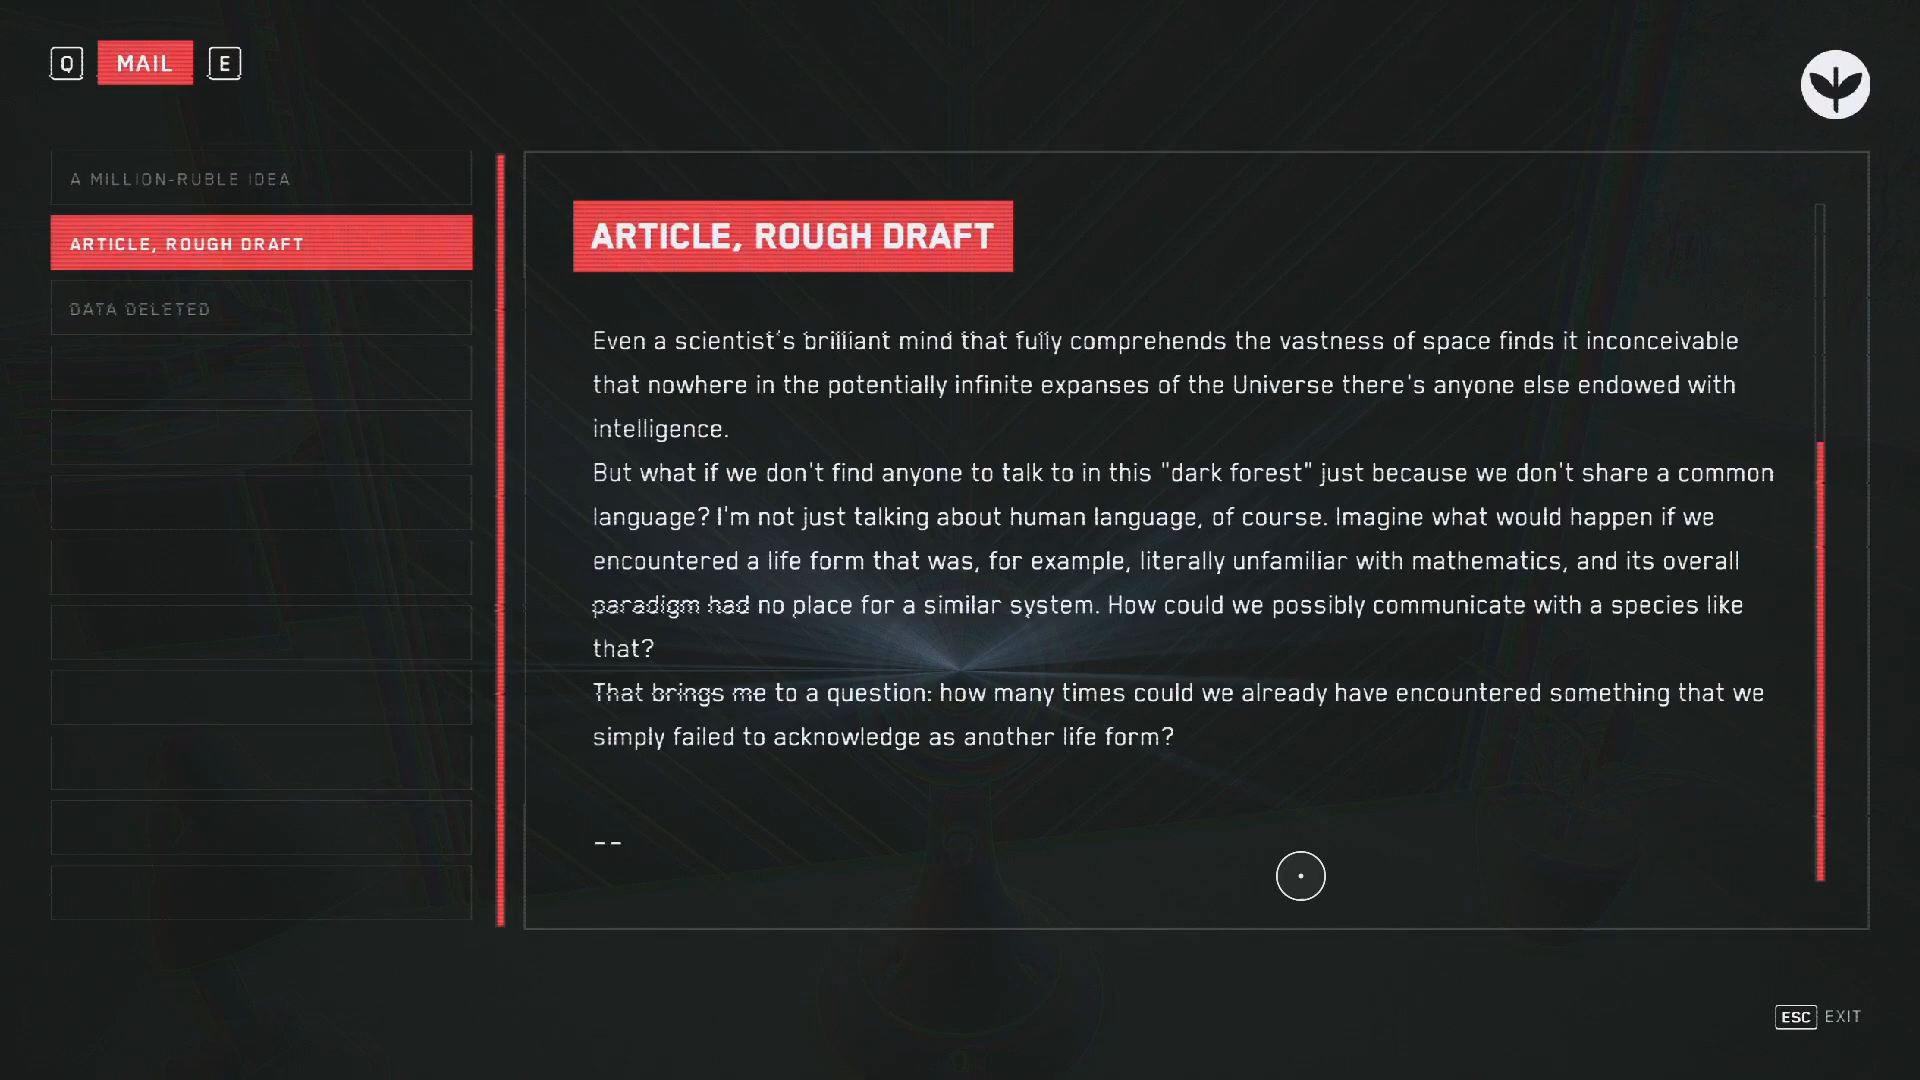 Q MAIL E
A MILLION-RUBLE IDEA
ARTICLE, ROUGH DRAFT
DATA DELETED
ARTICLE, ROUGH DRAFT
Even a scientist's brilliant mind that fully comprehends the vastness of space finds it inconceivable
that nowhere in the potentially infinite expanses of the Universe there's anyone else endowed with
intelligence.
But what if we don't find anyone to talk to in this "dark forest" just because we don't share a common
language? I'm not just talking about human language, of course. Imagine what would happen if we
encountered a life form that was, for example, literally unfamiliar with mathematics, and its overall
paradigm had no place for a similar system. How could we possibly communicate with a species like
that?
That brings me to a question: how many times could we already have encountered something that we
simply failed to acknowledge as another life form?
--
ESC EXIT